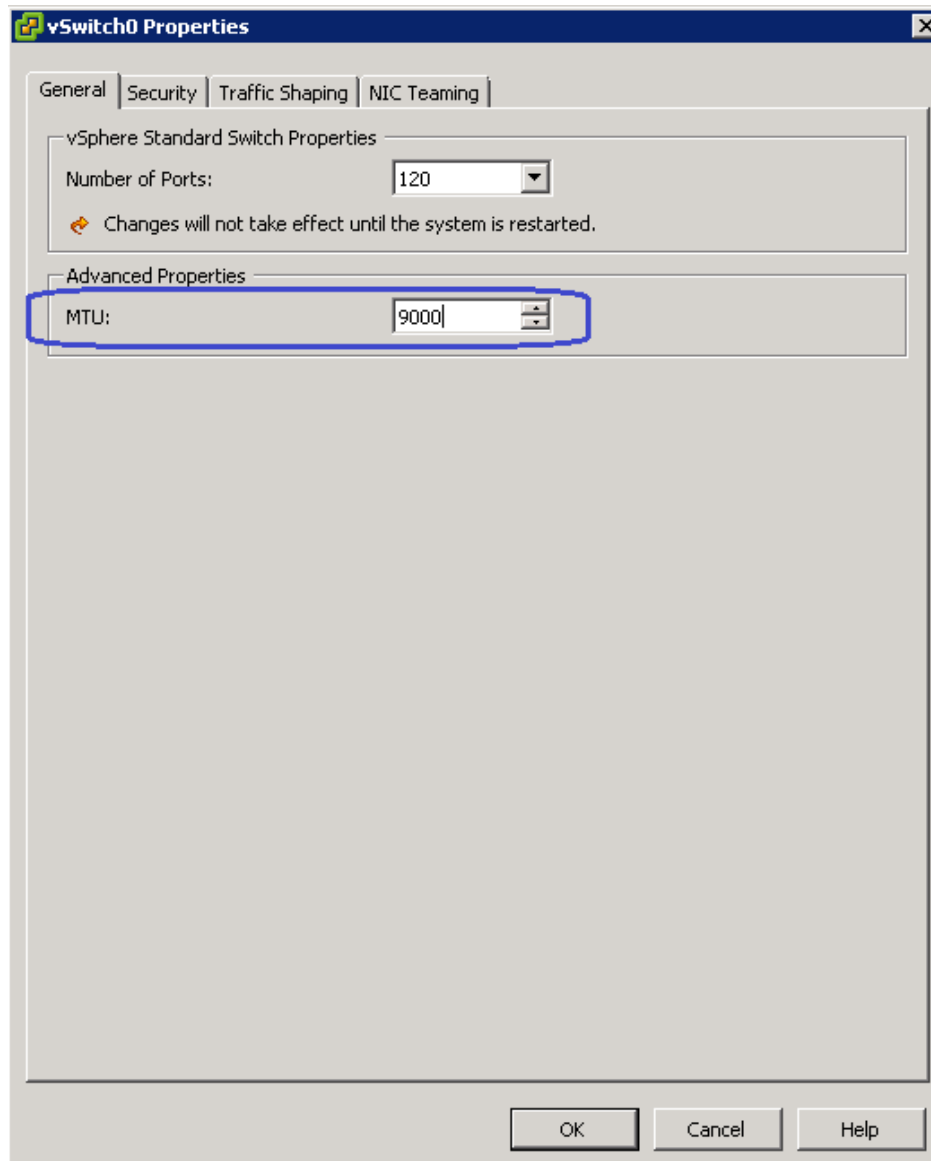 vSwitch0 Properties
General Security Traffic Shaping NIC Teaming
vSphere Standard Switch Properties
Number of Ports: 120
Changes will not take effect until the system is restarted.
Advanced Properties
MTU: 9000
OK Cancel Help